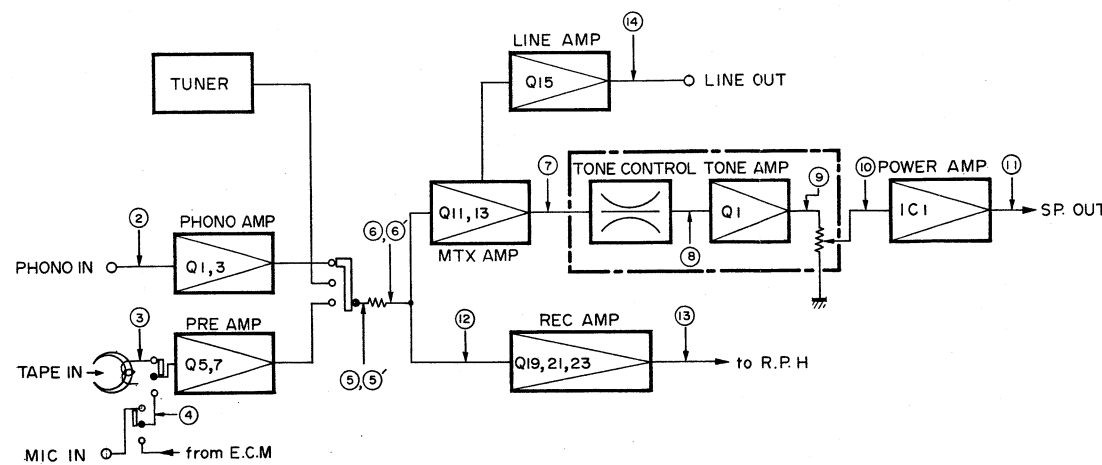 LINE AMP
14
TUNER
Q15
LINE OUT
TONE CONTROL TONE AMP
7
9
10
POWER AMP
11
2
PHONO AMP
6, 6′
Q11, 13
Q1
IC1
SP. OUT
MTX AMP
8
PHONO IN
Q1, 3
3
PRE AMP
12
REC AMP
13
TAPE IN
Q5, 7
5, 5′
Q19, 21, 23
to R.P.H
4
MIC IN
from E.C.M